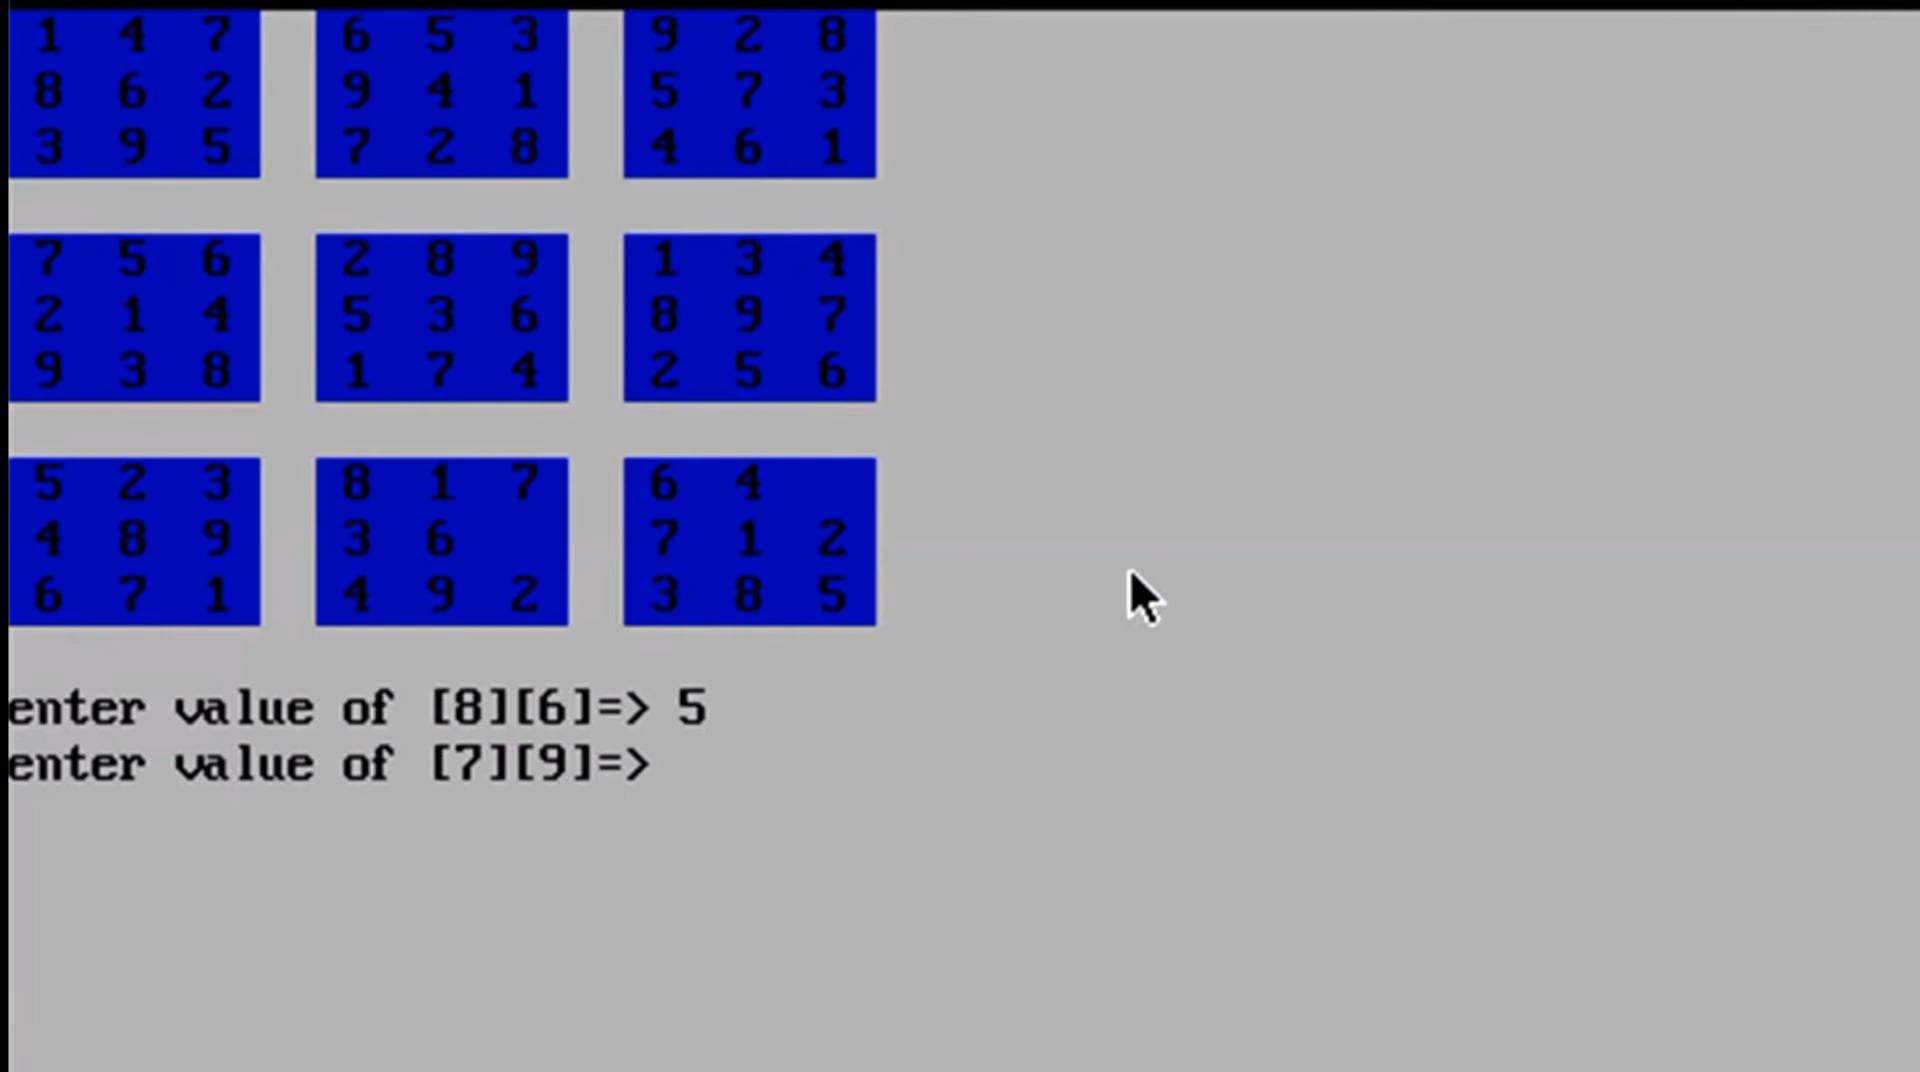 1 4 7 6 5 3 9 2 8
8 6 2 9 4 1 5 7 3
3 9 5 7 2 8 4 6 1
7 5 6 2 8 9 1 3 4
2 1 4 5 3 6 8 9 7
9 3 8 1 7 4 2 5 6
5 2 3 8 1 7 6 4
4 8 9 3 6 7 1 2
6 7 1 4 9 2 3 8 5
enter value of [8][6]=> 5
enter value of [7][9]=>